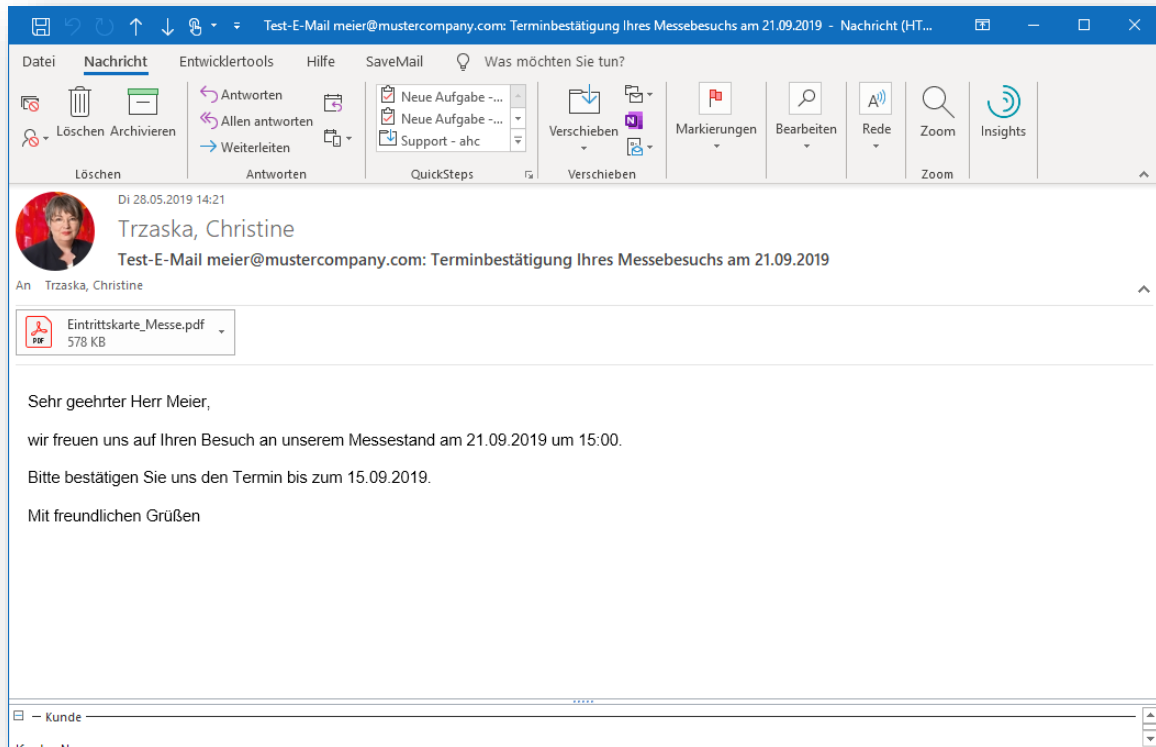 Test-E-Mail meier@mustercompany.com: Terminbestätigung Ihres Messebesuchs am 21.09.2019 - Nachricht (HT...
Datei Nachricht Entwicklertools Hilfe SaveMail Was möchten Sie tun?
Löschen Archivieren
Löschen
Antworten
Allen antworten
Weiterleiten
Antworten
Neue Aufgabe -...
Neue Aufgabe -...
Support - ahc
QuickSteps
Verschieben
Verschieben
Markierungen
Bearbeiten
Rede
Zoom
Zoom
Insights
Di 28.05.2019 14:21
Trzaska, Christine
Test-E-Mail meier@mustercompany.com: Terminbestätigung Ihres Messebesuchs am 21.09.2019
An Trzaska, Christine
PDF
Eintrittskarte_Messe.pdf
578 KB
Sehr geehrter Herr Meier,
wir freuen uns auf Ihren Besuch an unserem Messestand am 21.09.2019 um 15:00.
Bitte bestätigen Sie uns den Termin bis zum 15.09.2019.
Mit freundlichen Grüßen
Kunde